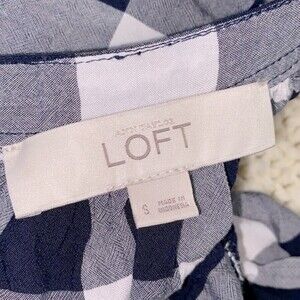 ANN TAYLOR
LOFT
S
MADE IN
INDONESIA